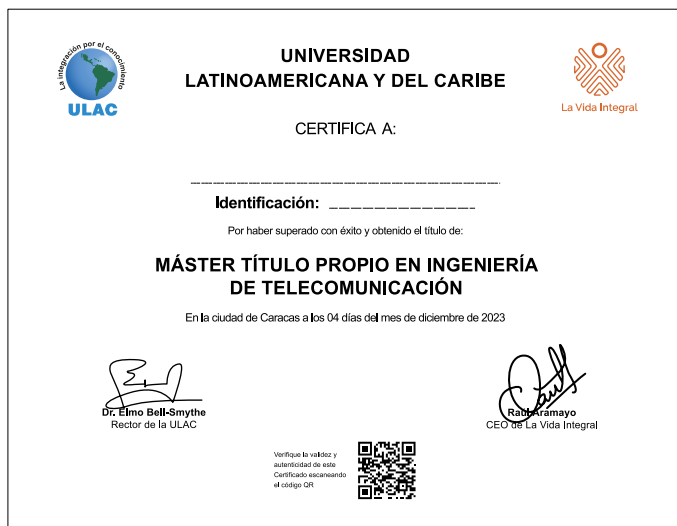 La integración por el conocimiento
ULAC
UNIVERSIDAD
LATINOAMERICANA Y DEL CARIBE
La Vida Integral
CERTIFICA A:
Identificación:
Por haber superado con éxito y obtenido el título de:
MÁSTER TÍTULO PROPIO EN INGENIERÍA
DE TELECOMUNICACIÓN
En la ciudad de Caracas a los 04 días del mes de diciembre de 2023
Dr. Elmo Bell-Smythe
Rector de la ULAC
Raúl Aramayo
CEO de La Vida Integral
Verifique la validez y
autenticidad de este
Certificado escaneando
el código QR